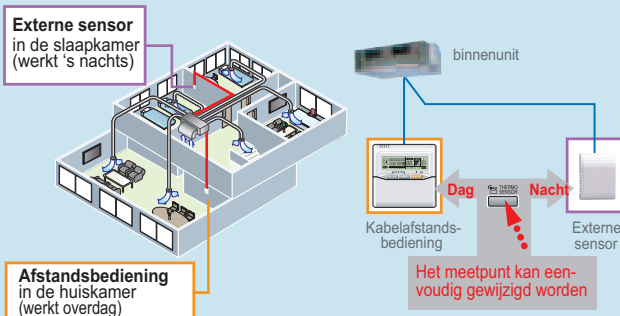 Externe sensor
in de slaapkamer
(werkt 's nachts)
binnenunit
Dag
THERMO
SENSOR
Nacht
Kabelafstands-
bediening
Externe
sensor
Het meetpunt kan een-
voudig gewijzigd worden
Afstandsbediening
in de huiskamer
(werkt overdag)